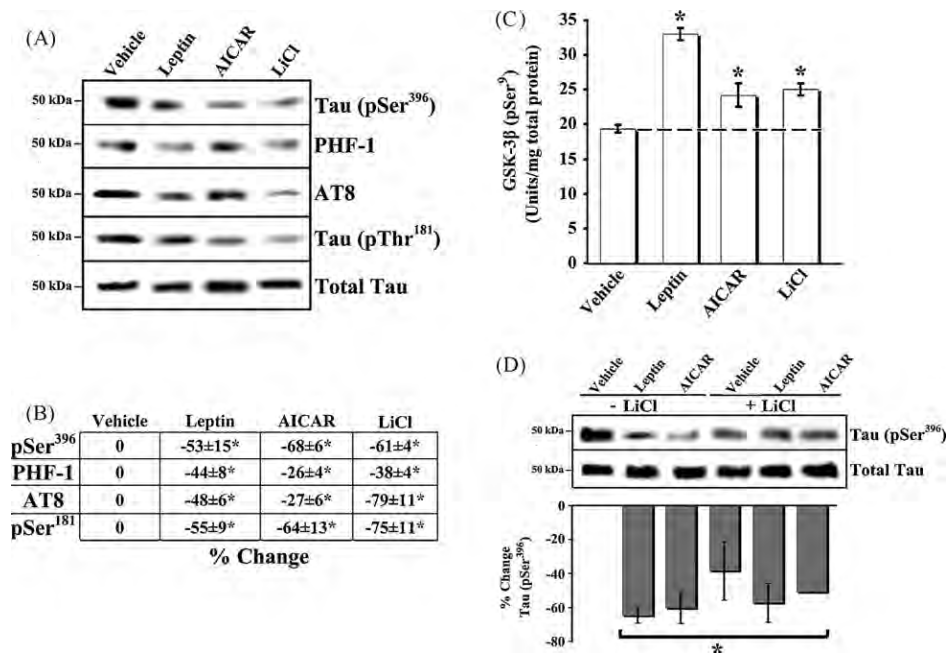 (A)
Vehicle Leptin AICAR LiCl
50 kDa Tau (pSer396)
50 kDa PHF-1
50 kDa AT8
50 kDa Tau (pThr181)
50 kDa Total Tau
(B)
Vehicle Leptin AICAR LiCl
pSer396 0 -53±15* -68±6* -61±4*
PHF-1 0 -44±8* -26±4* -38±4*
AT8 0 -48±6* -27±6* -79±11*
pSer181 0 -55±9* -64±13* -75±11*
% Change
(C)
GSK-3β (pSer9)
(Units/mg total protein)
35
30
25
20
15
10
5
0
* * *
Vehicle Leptin AICAR LiCl
(D)
Vehicle Leptin AICAR Vehicle Leptin AICAR
- LiCl + LiCl
50 kDa Tau (pSer396)
50 kDa Total Tau
% Change
Tau (pSer396)
0
-20
-40
-60
-80
*